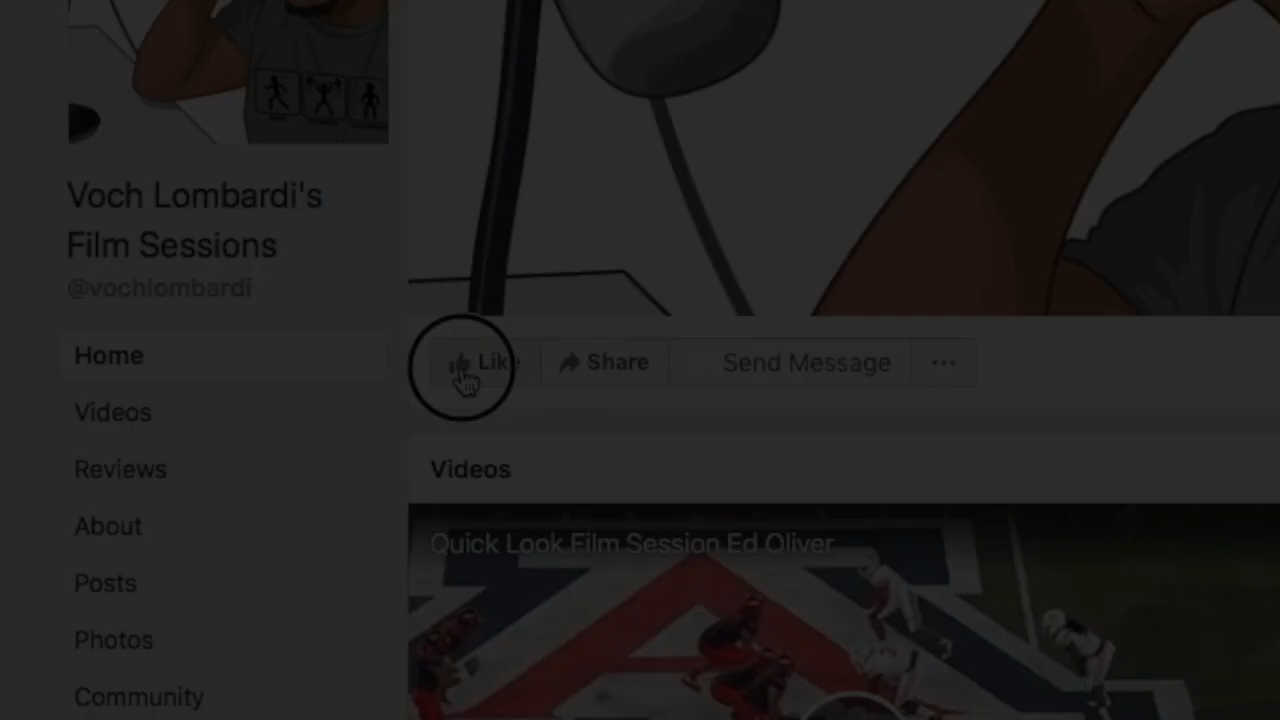 Voch Lombardi's
Film Sessions
@vochlombardi
Home
Videos
Reviews
About
Posts
Photos
Community
Like Share Send Message ...
Videos
Quick Look Film Session Ed Oliver